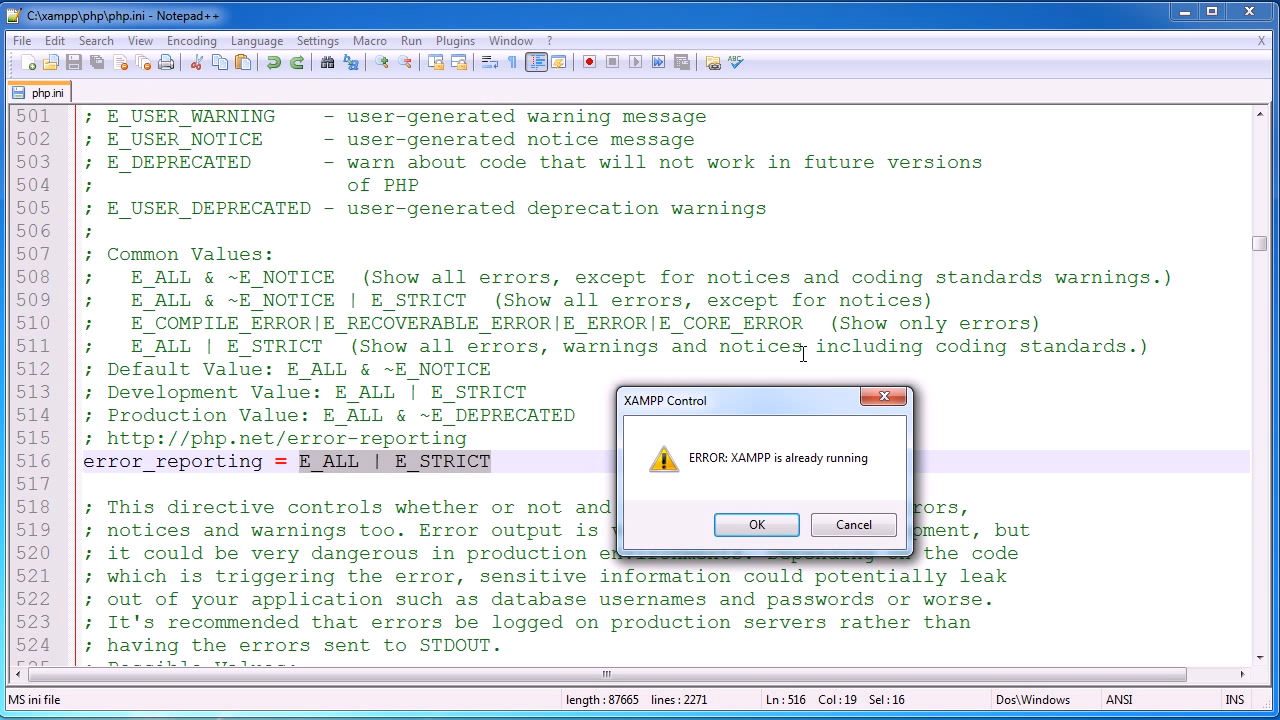 C:\xampp\php\php.ini - Notepad++
File Edit Search View Encoding Language Settings Macro Run Plugins Window ? X
php.ini
501 ; E_USER_WARNING - user-generated warning message
502 ; E_USER_NOTICE - user-generated notice message
503 ; E_DEPRECATED - warn about code that will not work in future versions
504 ; of PHP
505 ; E_USER_DEPRECATED - user-generated deprecation warnings
506 ;
507 ; Common Values:
508 ; E_ALL & ~E_NOTICE (Show all errors, except for notices and coding standards warnings.)
509 ; E_ALL & ~E_NOTICE | E_STRICT (Show all errors, except for notices)
510 ; E_COMPILE_ERROR|E_RECOVERABLE_ERROR|E_ERROR|E_CORE_ERROR (Show only errors)
511 ; E_ALL | E_STRICT (Show all errors, warnings and notices including coding standards.)
512 ; Default Value: E_ALL & ~E_NOTICE
513 ; Development Value: E_ALL | E_STRICT
514 ; Production Value: E_ALL & ~E_DEPRECATED
515 ; http://php.net/error-reporting
516 error_reporting = E_ALL | E_STRICT
517
518 ; This directive controls whether or not and
519 ; notices and warnings too. Error output is
520 ; it could be very dangerous in production the code
521 ; which is triggering the error, sensitive information could potentially leak
522 ; out of your application such as database usernames and passwords or worse.
523 ; It's recommended that errors be logged on production servers rather than
524 ; having the errors sent to STDOUT.
; Possible Values:
XAMPP Control
ERROR: XAMPP is already running
OK Cancel
MS ini file length : 87665 lines : 2271 Ln : 516 Col : 19 Sel : 16 Dos\Windows ANSI INS